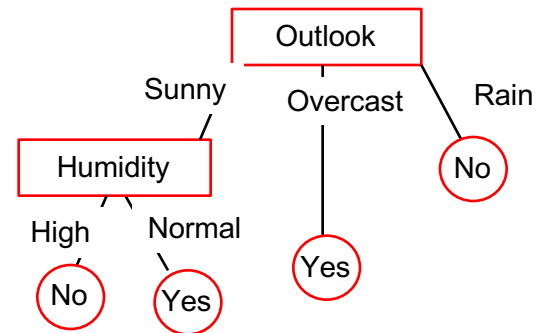 Outlook
Sunny
Overcast
Rain
Humidity
No
High
Normal
Yes
No
Yes